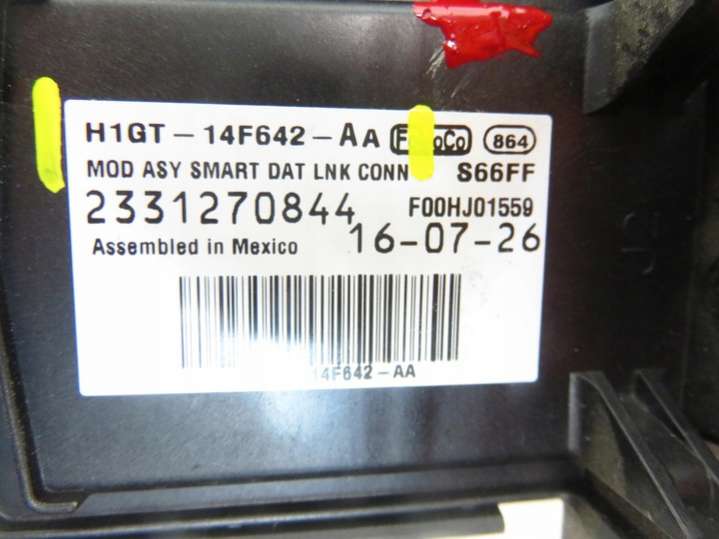 H1GT-14F642-AA 864
MOD ASY SMART DAT LNK CONN S66FF
2331270844 F00HJ01559
Assembled in Mexico 16-07-26
14F642-AA